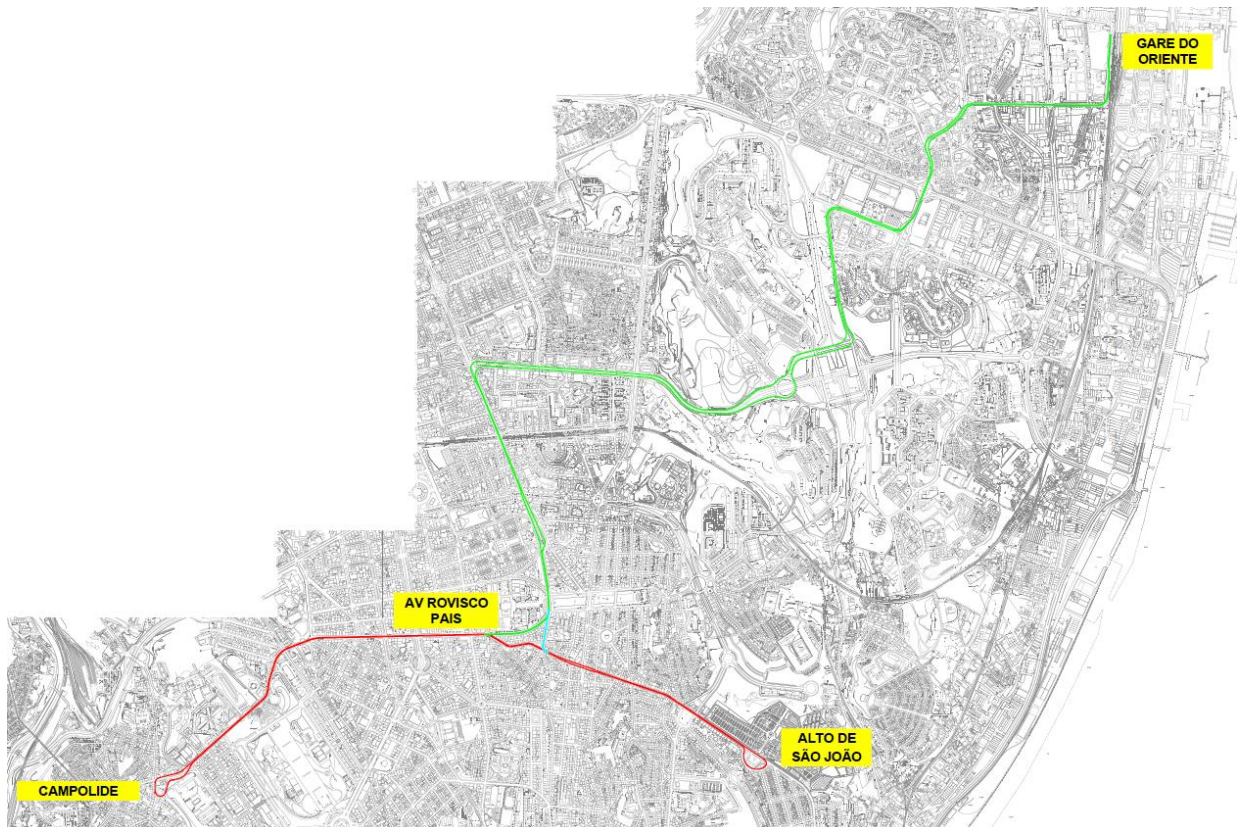 GARE DO
ORIENTE
AV ROVISCO
PAIS
ALTO DE
SÃO JOÃO
CAMPOLIDE